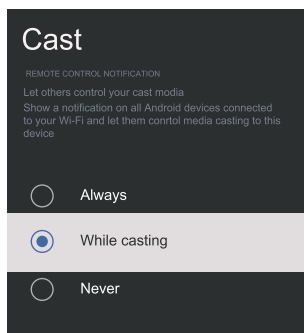 Cast
REMOTE CONTROL NOTIFICATION
Let others control your cast modia
Show a notification on all Android devices connected
to your Wi-Fi and let them conrtol media casting to this
device
Always
While casting
Never